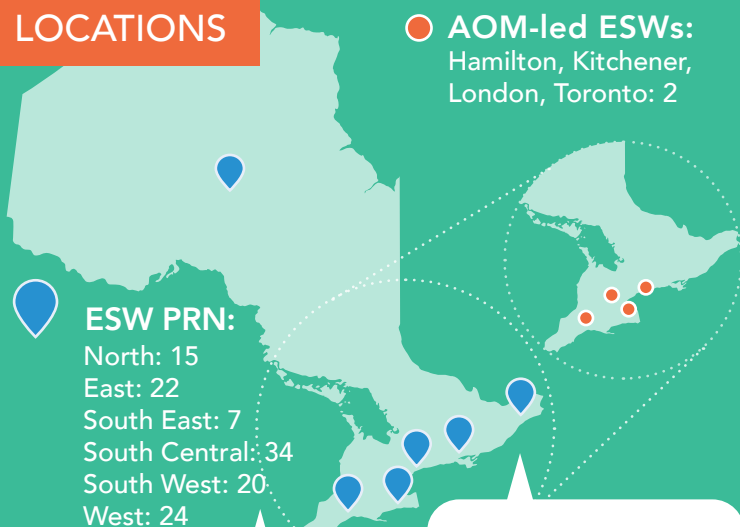 LOCATIONS
AOM-led ESWs:
Hamilton, Kitchener,
London, Toronto: 2
ESW PRN:
North: 15
East: 22
South East: 7
South Central: 34
South West: 20
West: 24